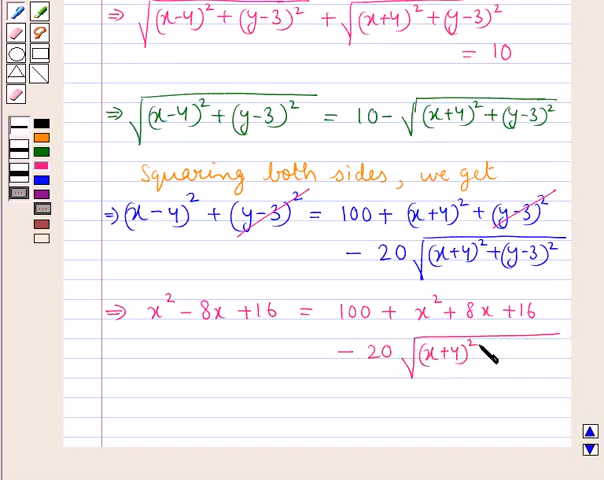 ⇒ √((x-4)² + (y-3)²) + √((x+4)² + (y-3)²)
= 10
⇒ √((x-4)² + (y-3)²) = 10 - √((x+4)² + (y-3)²)
Squaring both sides, we get
⇒ (x-4)² + (y-3)² = 100 + (x+4)² + (y-3)²
- 20 √((x+4)² + (y-3)²)
⇒ x² - 8x + 16 = 100 + x² + 8x + 16
- 20 √((x+4)²